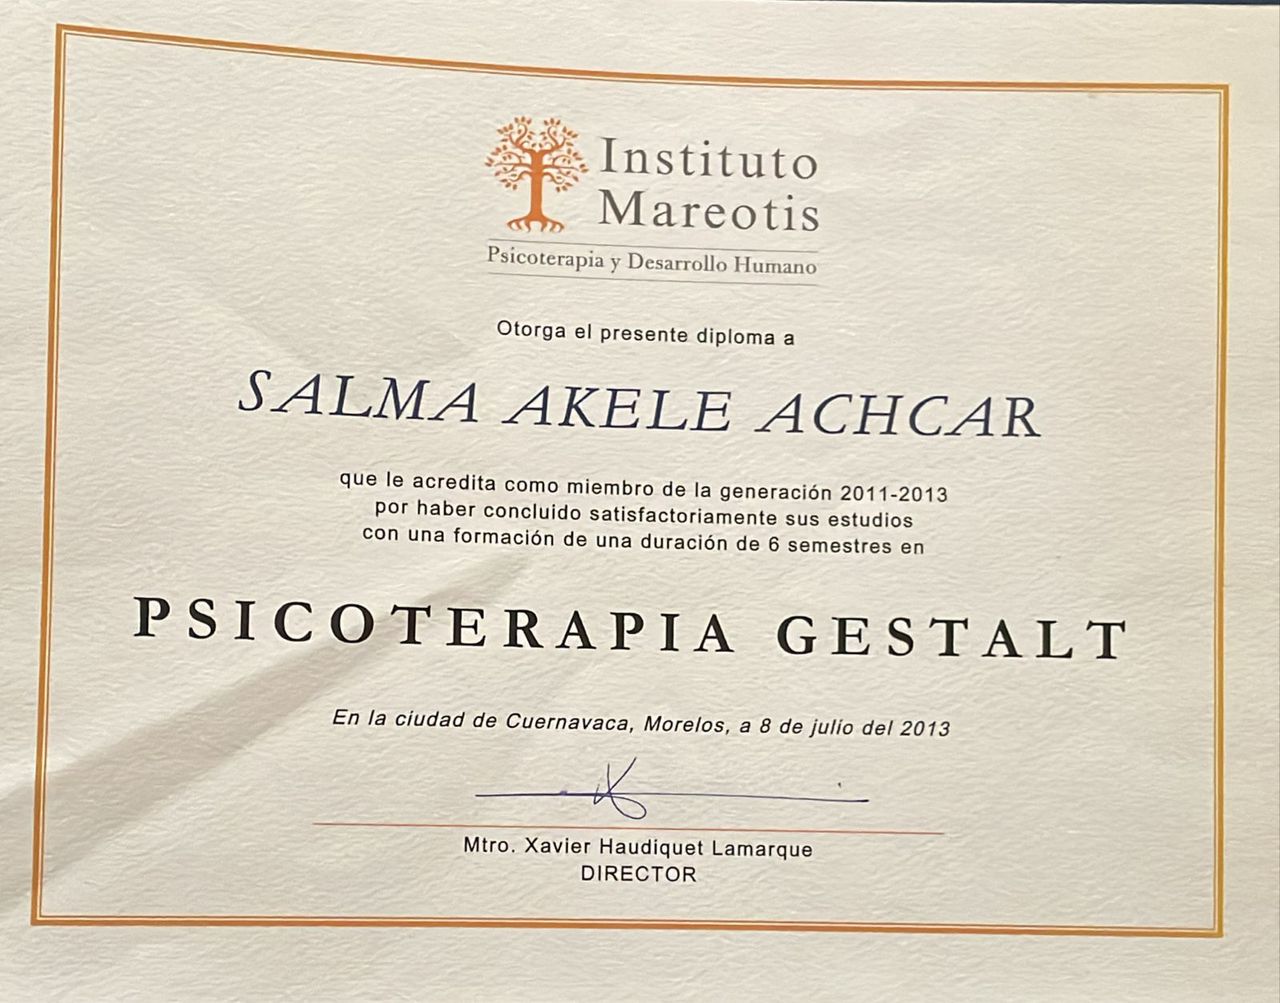 Instituto
Mareotis
Psicoterapia y Desarrollo Humano
Otorga el presente diploma a
SALMA AKELE ACHCAR
que le acredita como miembro de la generación 2011-2013
por haber concluido satisfactoriamente sus estudios
con una formación de una duración de 6 semestres en
PSICOTERAPIA GESTALT
En la ciudad de Cuernavaca, Morelos, a 8 de julio del 2013
Mtro. Xavier Haudiquet Lamarque
DIRECTOR